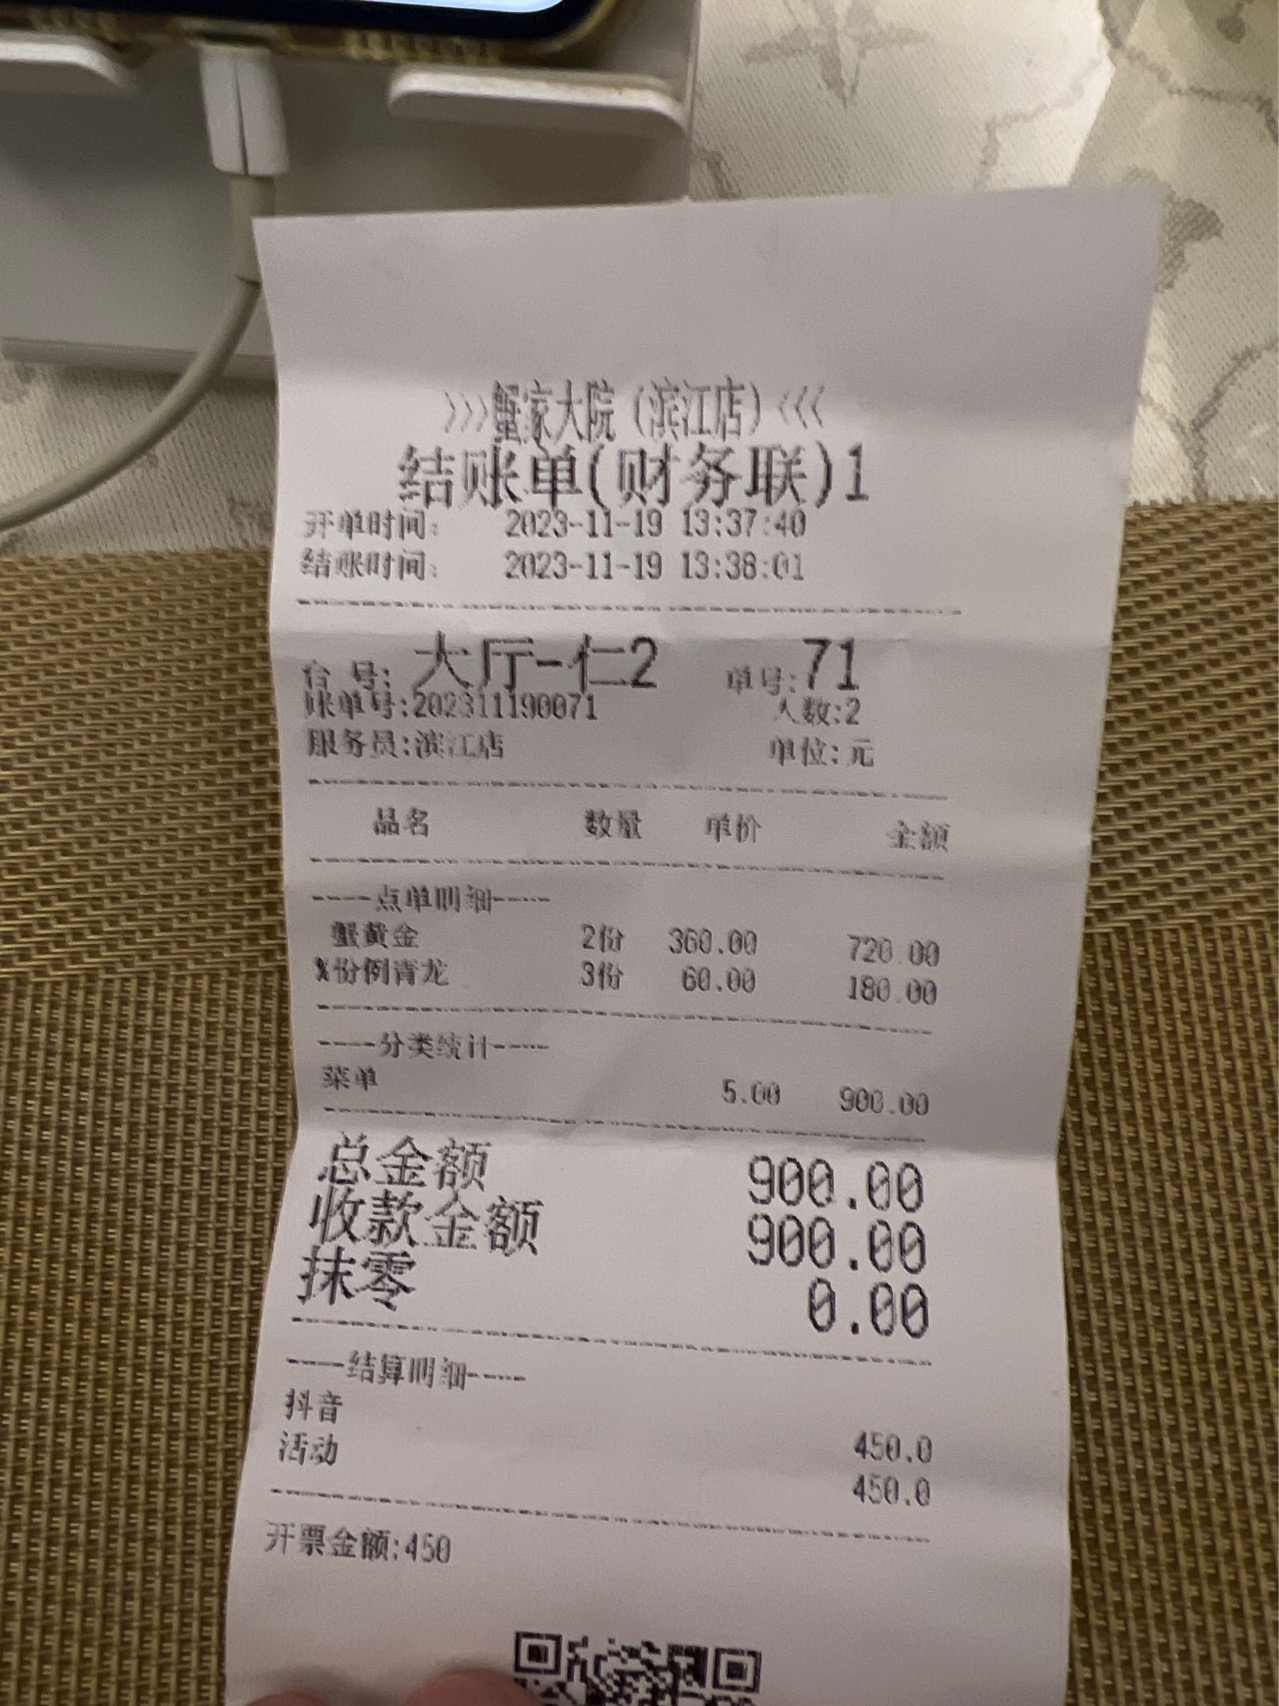 >>>蟹家大院（滨江店）<<<
结账单(财务联)1
开单时间: 2023-11-19 13:37:40
结账时间: 2023-11-19 13:38:01
台 号: 大厅-仁2 单号:71
账单号:202311190071 人数:2
服务员:滨江店 单位:元
品名 数量 单价 金额
----点单明细-----
蟹黄金 2份 360.00 720.00
%份例青龙 3份 60.00 180.00
----分类统计-----
菜单 5.00 900.00
总金额 900.00
收款金额 900.00
抹零 0.00
----结算明细-----
抖音 450.0
活动 450.0
开票金额:450